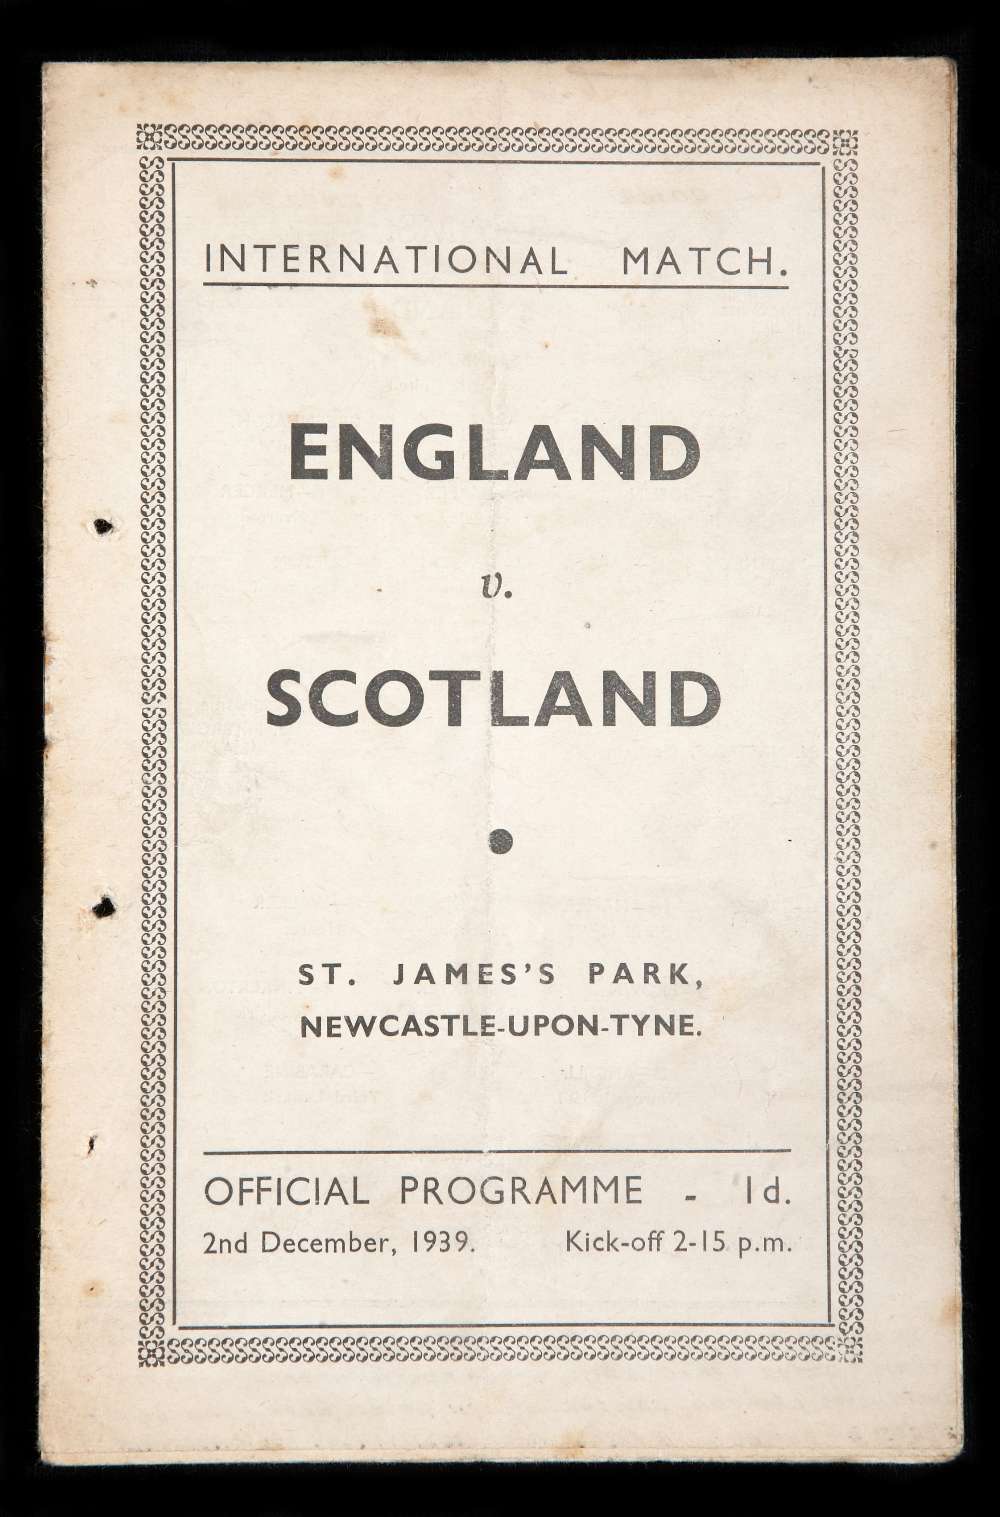 INTERNATIONAL MATCH.
ENGLAND
v.
SCOTLAND
ST. JAMES'S PARK,
NEWCASTLE-UPON-TYNE.
OFFICIAL PROGRAMME - 1d.
2nd December, 1939. Kick-off 2-15 p.m.